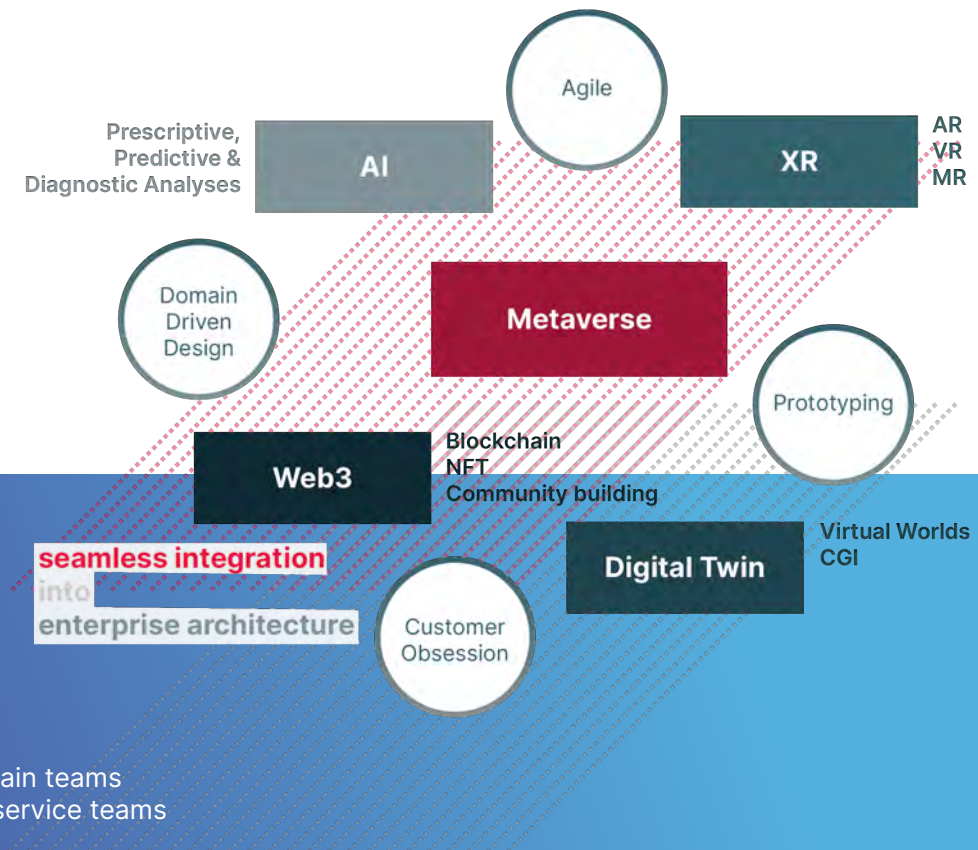 Agile
Prescriptive,
Predictive &
Diagnostic Analyses
AI
XR
AR
VR
MR
Domain
Driven
Design
Metaverse
Prototyping
Web3
Blockchain
NFT
Community building
Digital Twin
Virtual Worlds
CGI
seamless integration
into
enterprise architecture
Customer
Obsession
teams
service teams